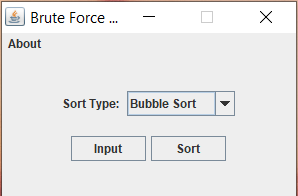 Brute Force ...
About
Sort Type: Bubble Sort
Input Sort